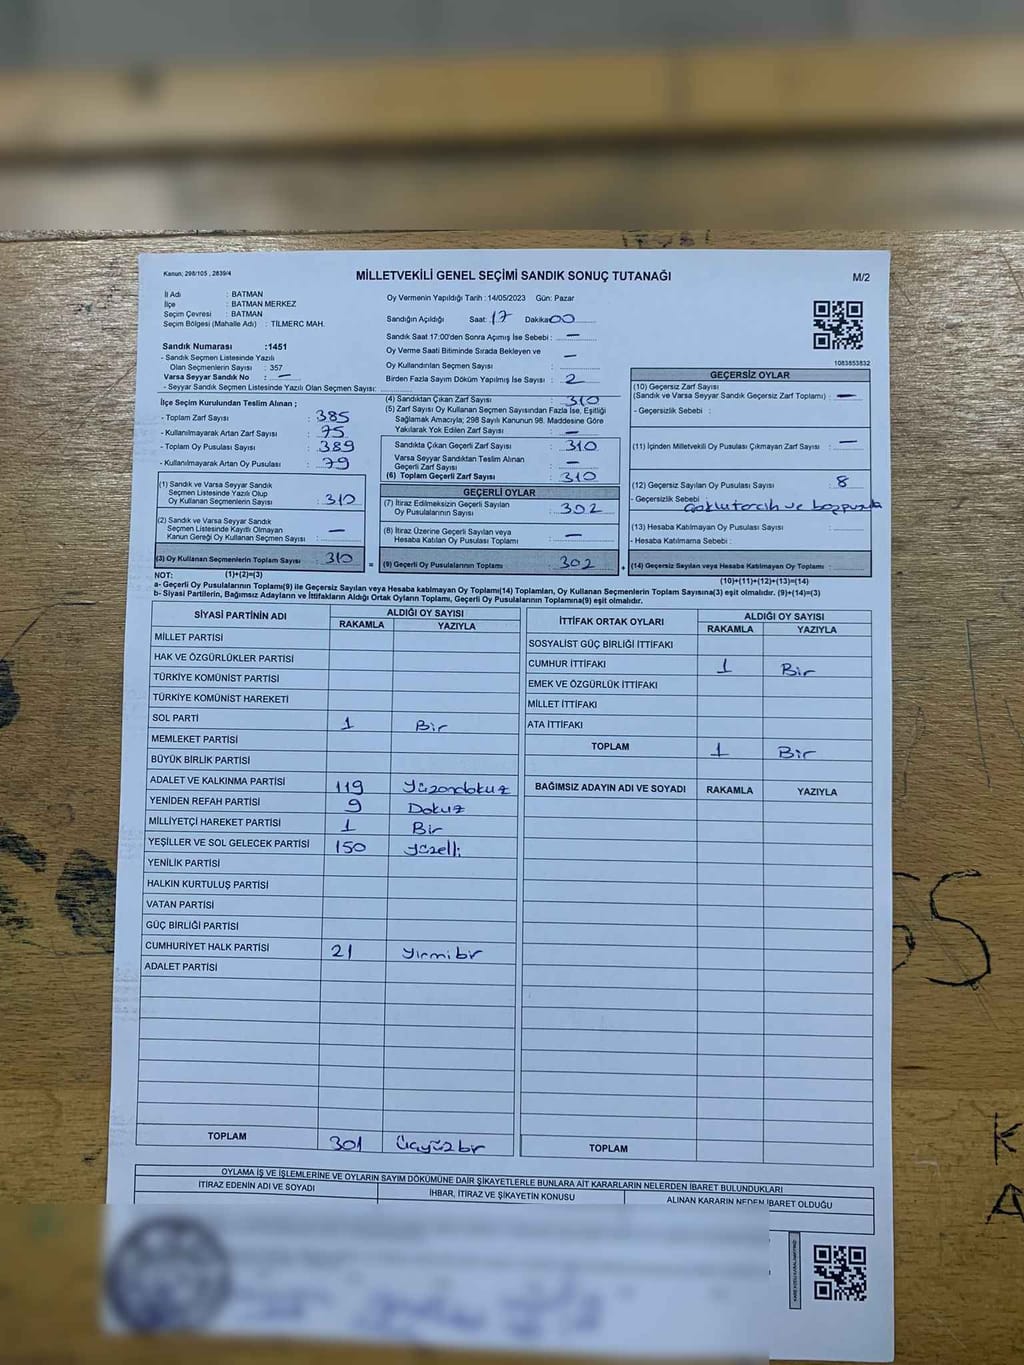 Kanun; 298/105 , 2839/4
MİLLETVEKİLİ GENEL SEÇİMİ SANDIK SONUÇ TUTANAĞI
M/2
İl Adı : BATMAN
İlçe : BATMAN MERKEZ
Seçim Çevresi : BATMAN
Seçim Bölgesi (Mahalle Adı) : TİLMERC MAH.
Sandık Numarası :1451
- Sandık Seçmen Listesinde Yazılı
Olan Seçmenlerin Sayısı : 357
Varsa Seyyar Sandık No : —
- Seyyar Sandık Seçmen Listesinde Yazılı Olan Seçmen Sayısı:
Oy Vermenin Yapıldığı Tarih : 14/05/2023 Gün: Pazar
Sandığın Açıldığı Saat: 17 Dakika: 00
Sandık Saat 17:00'den Sonra Açımış İse Sebebi : —
Oy Verme Saati Bitiminde Sırada Bekleyen ve
Oy Kullandırılan Seçmen Sayısı : —
Birden Fazla Sayım Döküm Yapılmış İse Sayısı : 2
1083853832
İlçe Seçim Kurulundan Teslim Alınan ;
- Toplam Zarf Sayısı : 385
- Kullanılmayarak Artan Zarf Sayısı : 75
- Toplam Oy Pusulası Sayısı : 389
- Kullanılmayarak Artan Oy Pusulası : 79
(1) Sandık ve Varsa Seyyar Sandık
Seçmen Listesinde Yazılı Olup
Oy Kullanan Seçmenlerin Sayısı : 310
(2) Sandık ve Varsa Seyyar Sandık
Seçmen Listesinde Kayıtlı Olmayan
Kanun Gereği Oy Kullanan Seçmen Sayısı : —
(3) Oy Kullanan Seçmenlerin Toplam Sayısı : 310
(1)+(2)=(3)
(4) Sandıktan Çıkan Zarf Sayısı : 310
(5) Zarf Sayısı Oy Kullanan Seçmen Sayısından Fazla İse, Eşitliği
Sağlamak Amacıyla; 298 Sayılı Kanunun 98. Maddesine Göre
Yakılarak Yok Edilen Zarf Sayısı : —
Sandıkta Çıkan Geçerli Zarf Sayısı : 310
Varsa Seyyar Sandıktan Teslim Alınan
Geçerli Zarf Sayısı : —
(6) Toplam Geçerli Zarf Sayısı : 310
GEÇERLİ OYLAR
(7) İtiraz Edilmeksizin Geçerli Sayılan
Oy Pusulalarının Sayısı : 302
(8) İtiraz Üzerine Geçerli Sayılan veya
Hesaba Katılan Oy Pusulası Toplamı : —
= (9) Geçerli Oy Pusulalarının Toplamı : 302
GEÇERSİZ OYLAR
(10) Geçersiz Zarf Sayısı
(Sandık ve Varsa Seyyar Sandık Geçersiz Zarf Toplamı) : —
- Geçersizlik Sebebi :
(11) İçinden Milletvekili Oy Pusulası Çıkmayan Zarf Sayısı : —
(12) Geçersiz Sayılan Oy Pusulası Sayısı : 8
- Geçersizlik Sebebi :
(13) Hesaba Katılmayan Oy Pusulası Sayısı :
- Hesaba Katılmama Sebebi :
+ (14) Geçersiz Sayılan veya Hesaba Katılmayan Oy Toplamı :
(10)+(11)+(12)+(13)=(14)
NOT:
a- Geçerli Oy Pusulalarının Toplamı(9) ile Geçersiz Sayılan veya Hesaba katılmayan Oy Toplamı(14) Toplamları, Oy Kullanan Seçmenlerin Toplam Sayısına(3) eşit olmalıdır. (9)+(14)=(3)
b- Siyasi Partilerin, Bağımsız Adayların ve İttifakların Aldığı Ortak Oyların Toplamı, Geçerli Oy Pusulalarının Toplamına(9) eşit olmalıdır.
SİYASİ PARTİNİN ADI ALDIĞI OY SAYISI
RAKAMLA YAZIYLA
MİLLET PARTİSİ
HAK VE ÖZGÜRLÜKLER PARTİSİ
TÜRKİYE KOMÜNİST PARTİSİ
TÜRKİYE KOMÜNİST HAREKETİ
SOL PARTİ 1 Bir
MEMLEKET PARTİSİ
BÜYÜK BİRLİK PARTİSİ
ADALET VE KALKINMA PARTİSİ 119 Yüzondokuz
YENİDEN REFAH PARTİSİ 9 Dokuz
MİLLİYETÇİ HAREKET PARTİSİ 1 Bir
YEŞİLLER VE SOL GELECEK PARTİSİ 150 Yüzelli
YENİLİK PARTİSİ
HALKIN KURTULUŞ PARTİSİ
VATAN PARTİSİ
GÜÇ BİRLİĞİ PARTİSİ
CUMHURİYET HALK PARTİSİ 21 Yirmibir
ADALET PARTİSİ
TOPLAM 301 Üçyüzbir
İTTİFAK ORTAK OYLARI ALDIĞI OY SAYISI
RAKAMLA YAZIYLA
SOSYALİST GÜÇ BİRLİĞİ İTTİFAKI
CUMHUR İTTİFAKI 1 Bir
EMEK VE ÖZGÜRLÜK İTTİFAKI
MİLLET İTTİFAKI
ATA İTTİFAKI
TOPLAM 1 Bir
BAĞIMSIZ ADAYIN ADI VE SOYADI RAKAMLA YAZIYLA
TOPLAM
OYLAMA İŞ VE İŞLEMLERİNE VE OYLARIN SAYIM DÖKÜMÜNE DAİR ŞİKAYETLERLE BUNLARA AİT KARARLARIN NELERDEN İBARET BULUNDUKLARI
İTİRAZ EDENİN ADI VE SOYADI
İHBAR, İTİRAZ VE ŞİKAYETİN KONUSU
ALINAN KARARIN NEDEN İBARET OLDUĞU